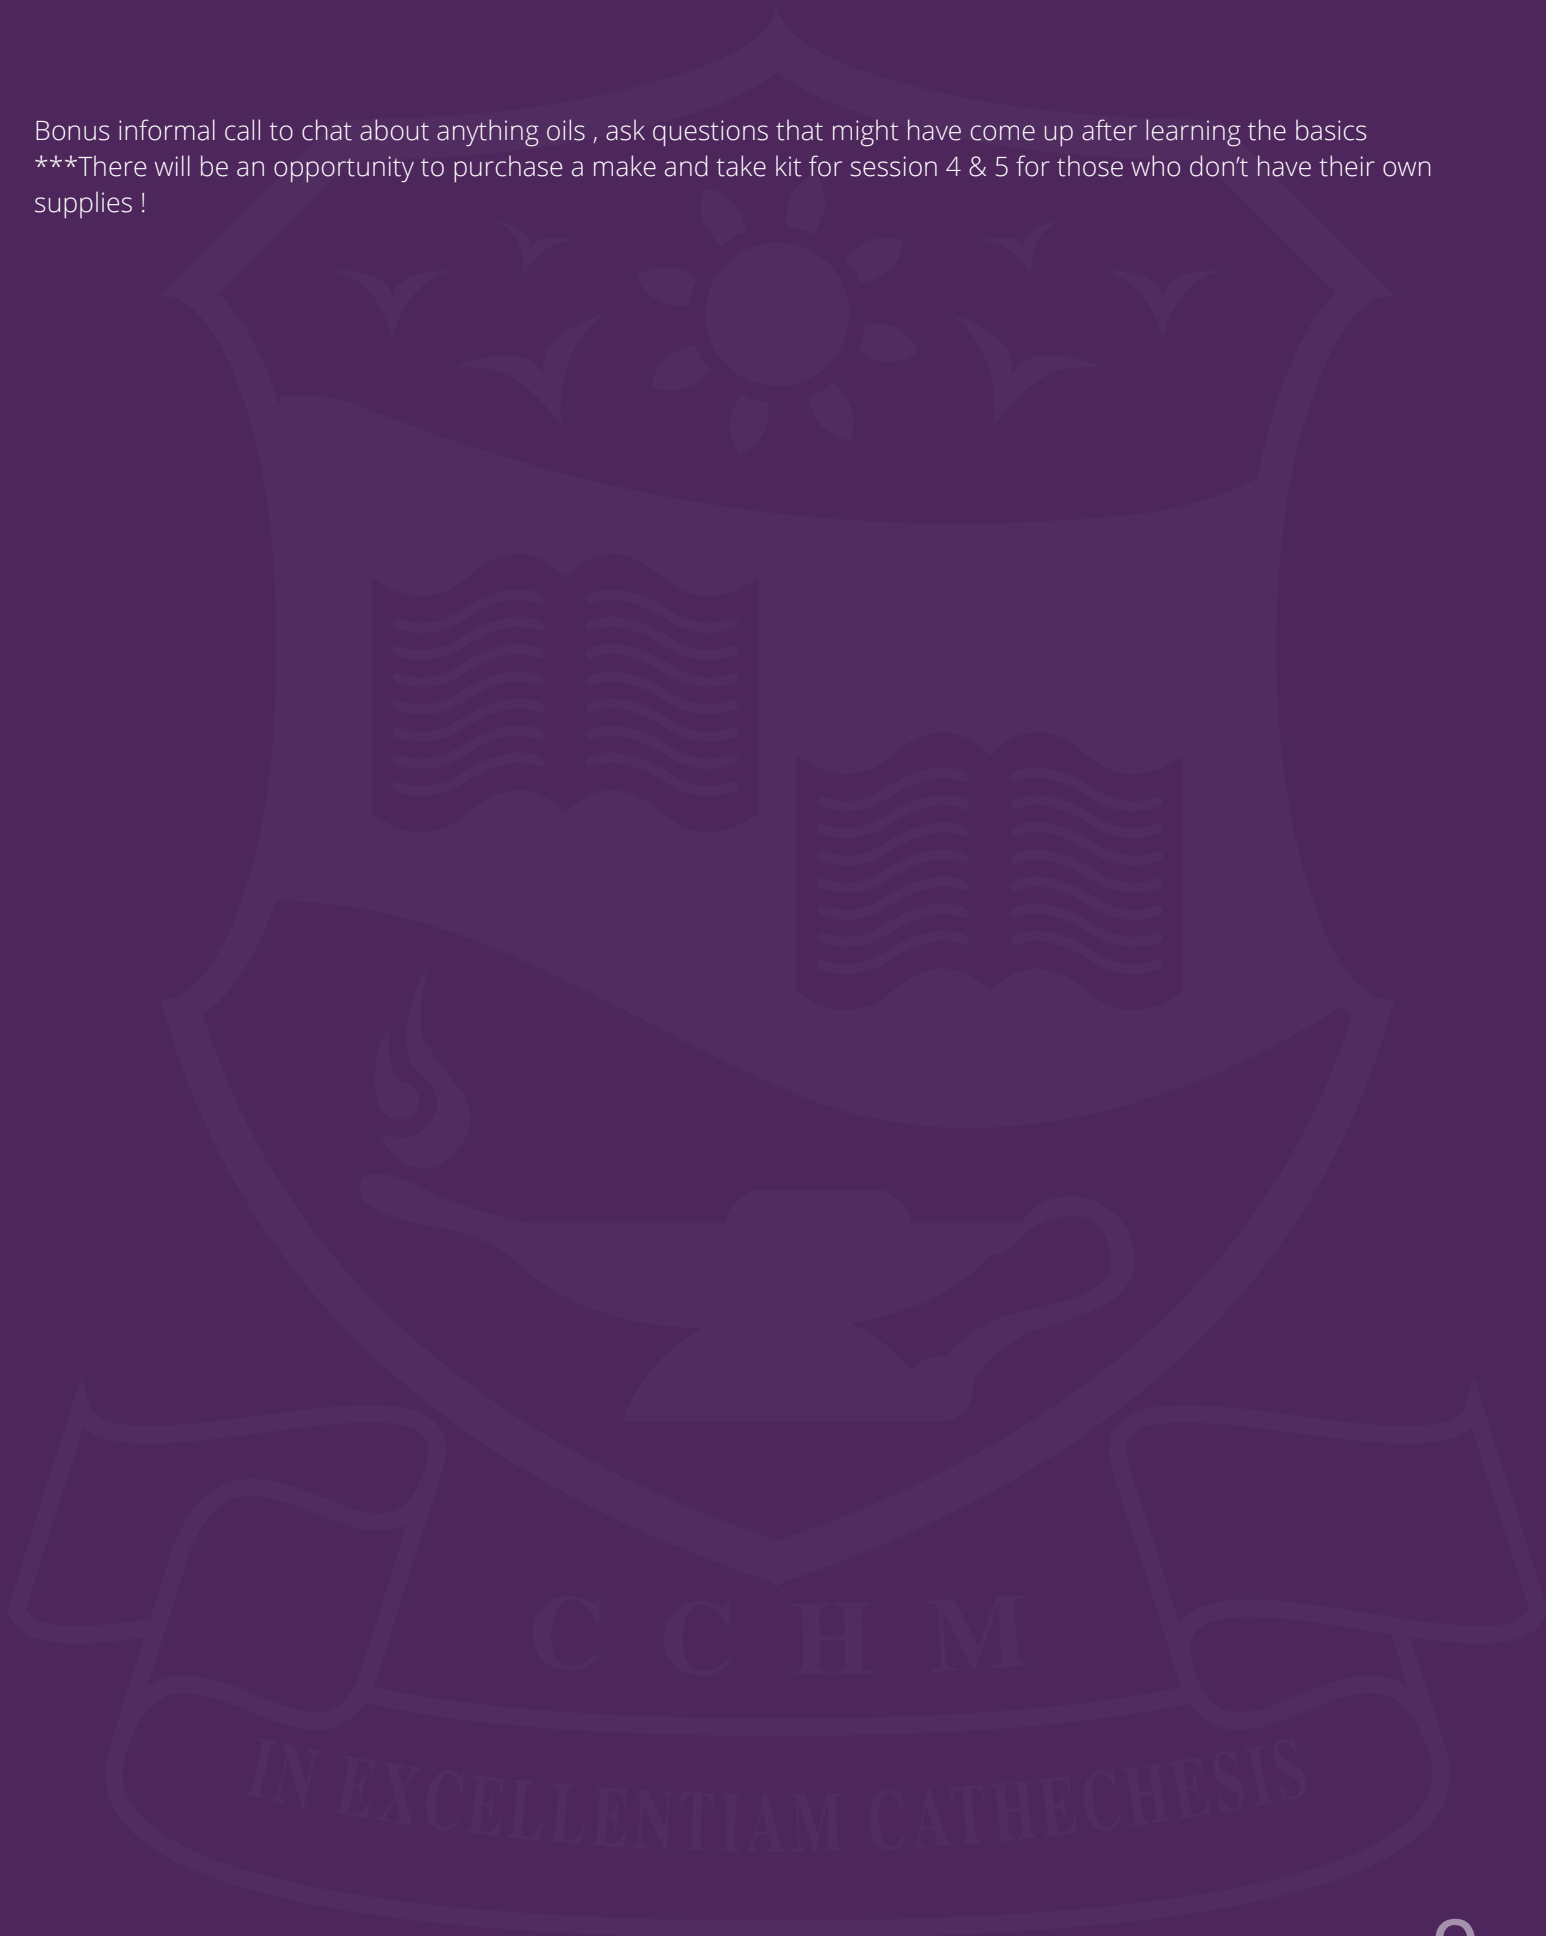 Bonus informal call to chat about anything oils , ask questions that might have come up after learning the basics
***There will be an opportunity to purchase a make and take kit for session 4 & 5 for those who don’t have their own
supplies !
C C H M
IN EXCELLENTIAM CATHECHESIS